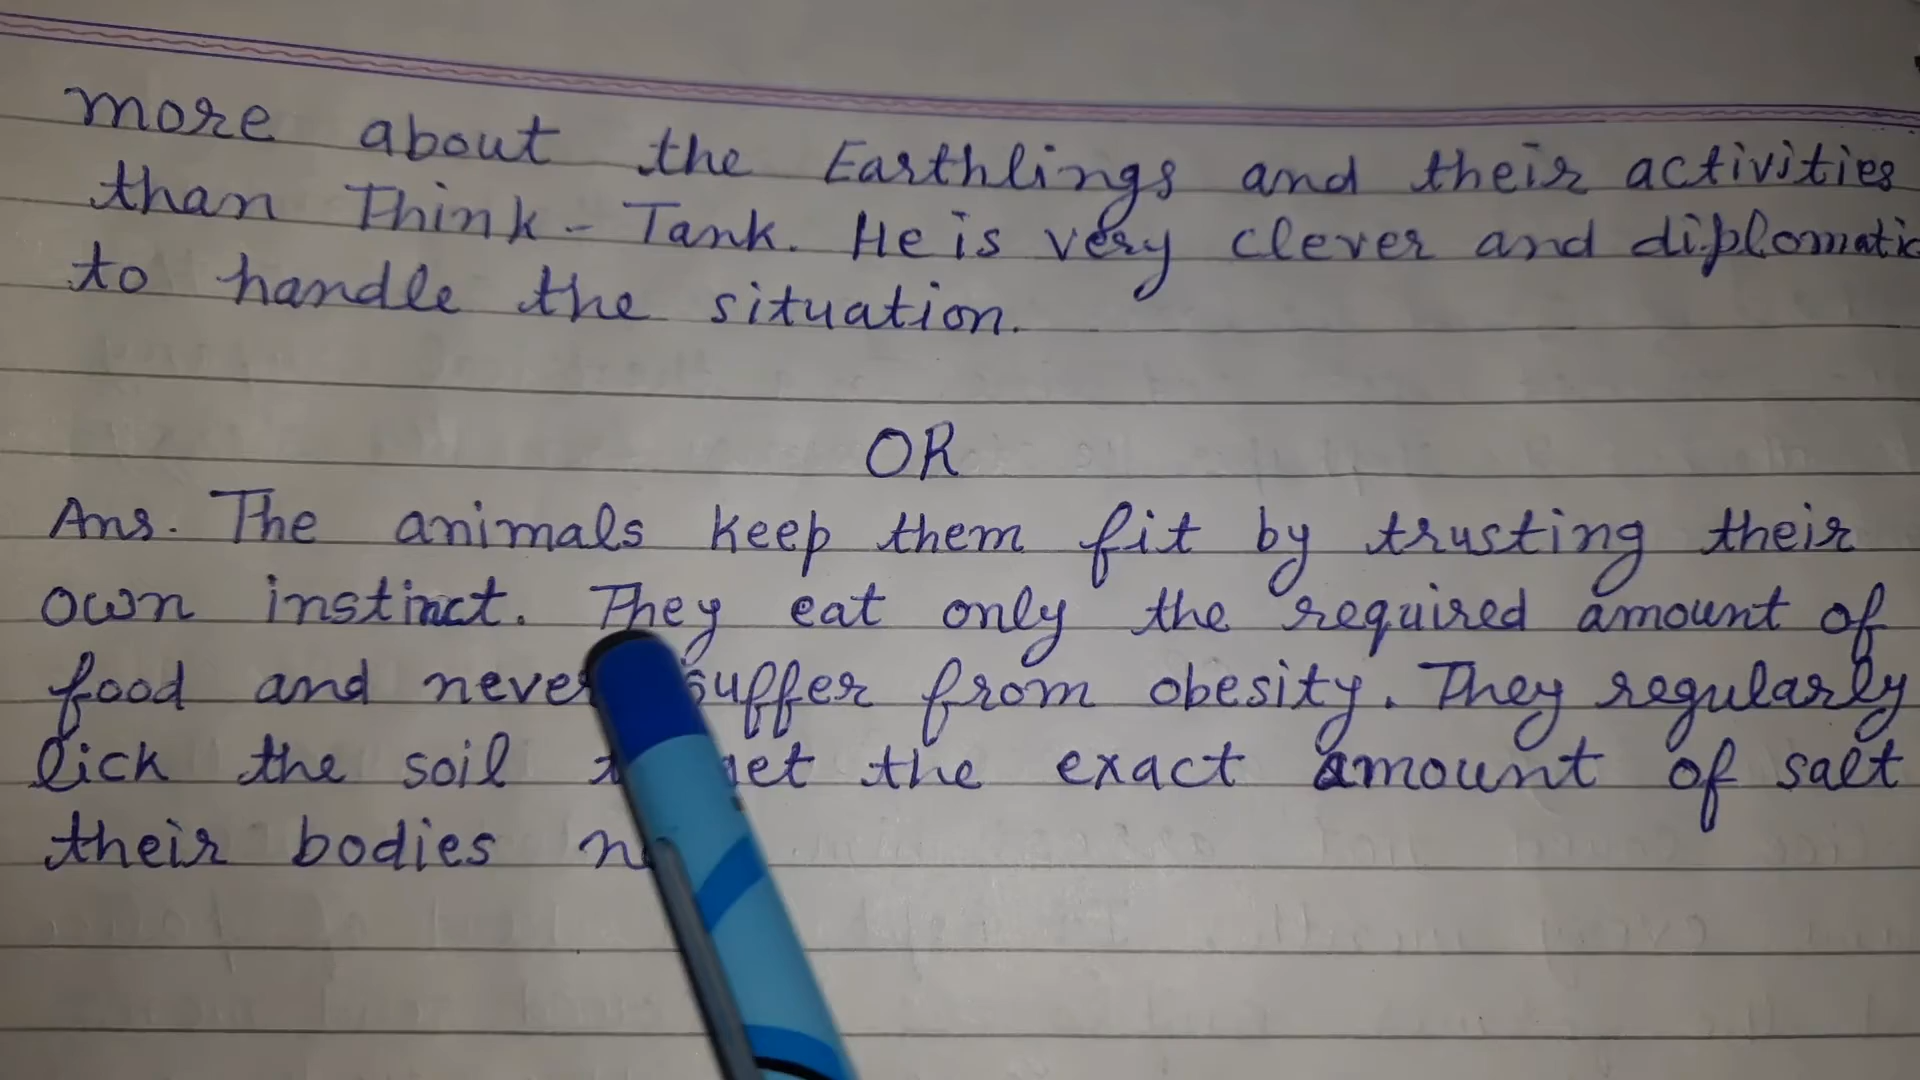 more about the Earthlings and their activities
than Think-Tank. He is very clever and diplomatic
to handle the situation.
OR
Ans. The animals keep them fit by trusting their
own instinct. They eat only the required amount of
food and never suffer from obesity. They regularly
lick the soil get the exact amount of salt
their bodies